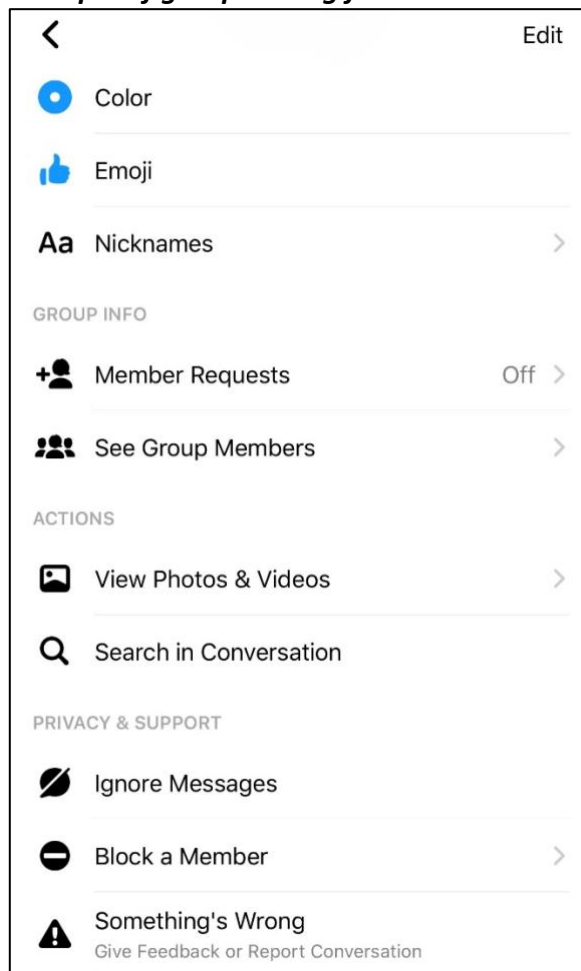 Edit
Color
Emoji
Aa Nicknames
GROUP INFO
Member Requests Off
See Group Members
ACTIONS
View Photos & Videos
Search in Conversation
PRIVACY & SUPPORT
Ignore Messages
Block a Member
Something's Wrong
Give Feedback or Report Conversation